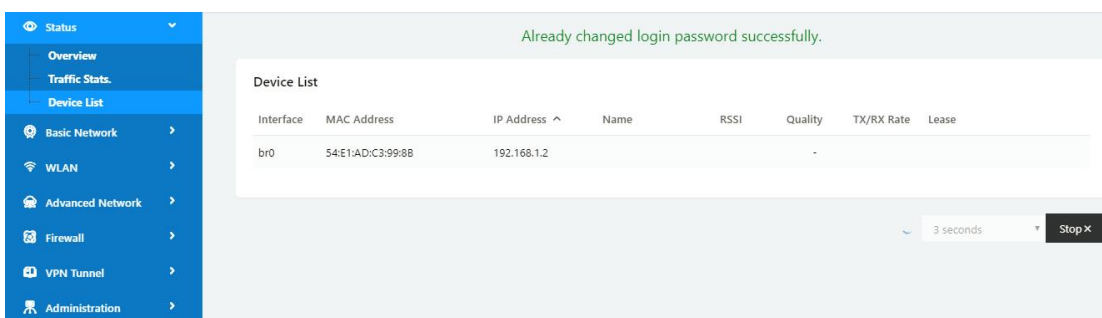 Status
Overview
Traffic Stats.
Device List
Basic Network
WLAN
Advanced Network
Firewall
VPN Tunnel
Administration
Already changed login password successfully.
Device List
Interface MAC Address IP Address Name RSSI Quality TX/RX Rate Lease
br0 54:E1:AD:C3:99:8B 192.168.1.2 -
3 seconds Stop ×